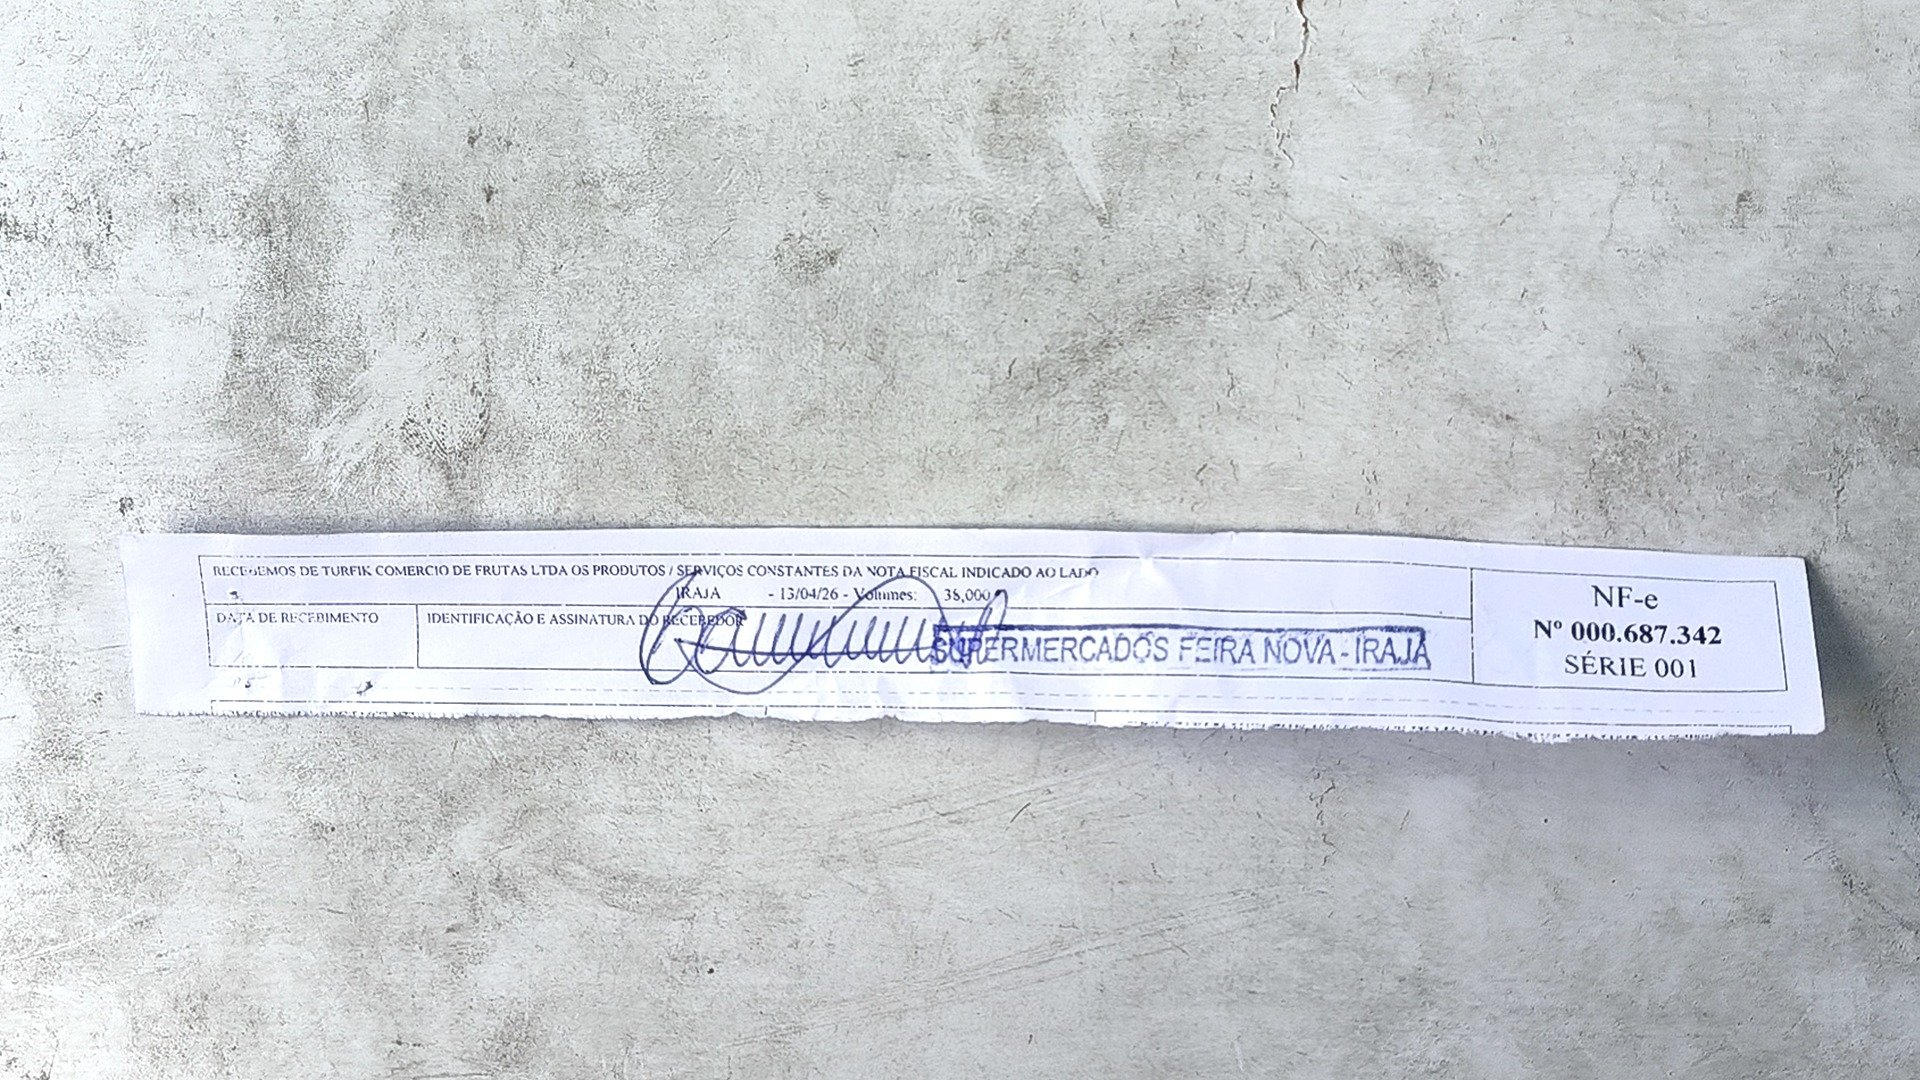 RECEBEMOS DE TURFIK COMERCIO DE FRUTAS LTDA OS PRODUTOS / SERVIÇOS CONSTANTES DA NOTA FISCAL INDICADO AO LADO
IRAJA - 13/04/26 - Volumes: 38,000
DATA DE RECEBIMENTO
IDENTIFICAÇÃO E ASSINATURA DO RECEBEDOR
SUPERMERCADOS FEIRA NOVA - IRAJÁ
NF-e
Nº 000.687.342
SÉRIE 001